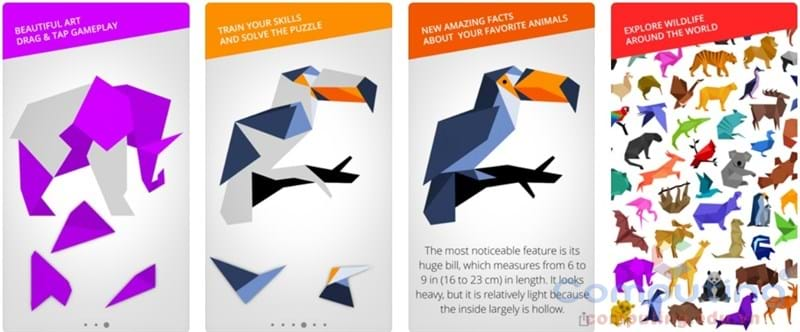 BEAUTIFUL ART
DRAG & TAP GAMEPLAY
TRAIN YOUR SKILLS
AND SOLVE THE PUZZLE
NEW AMAZING FACTS
ABOUT YOUR FAVORITE ANIMALS
The most noticeable feature is its
huge bill, which measures from 6 to
9 in (16 to 23 cm) in length. It looks
heavy, but it is relatively light because
the inside largely is hollow.
EXPLORE WILDLIFE
AROUND THE WORLD